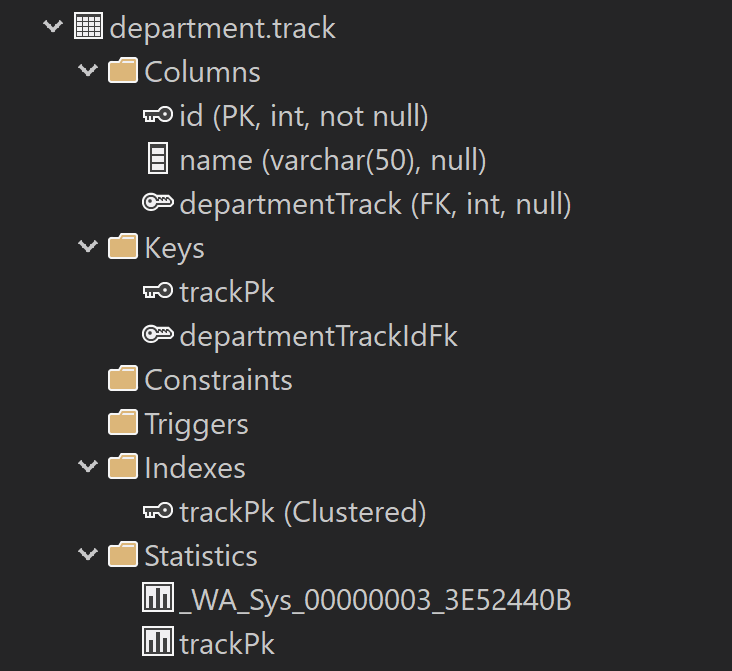 department.track
Columns
id (PK, int, not null)
name (varchar(50), null)
departmentTrack (FK, int, null)
Keys
trackPk
departmentTrackIdFk
Constraints
Triggers
Indexes
trackPk (Clustered)
Statistics
_WA_Sys_00000003_3E52440B
trackPk